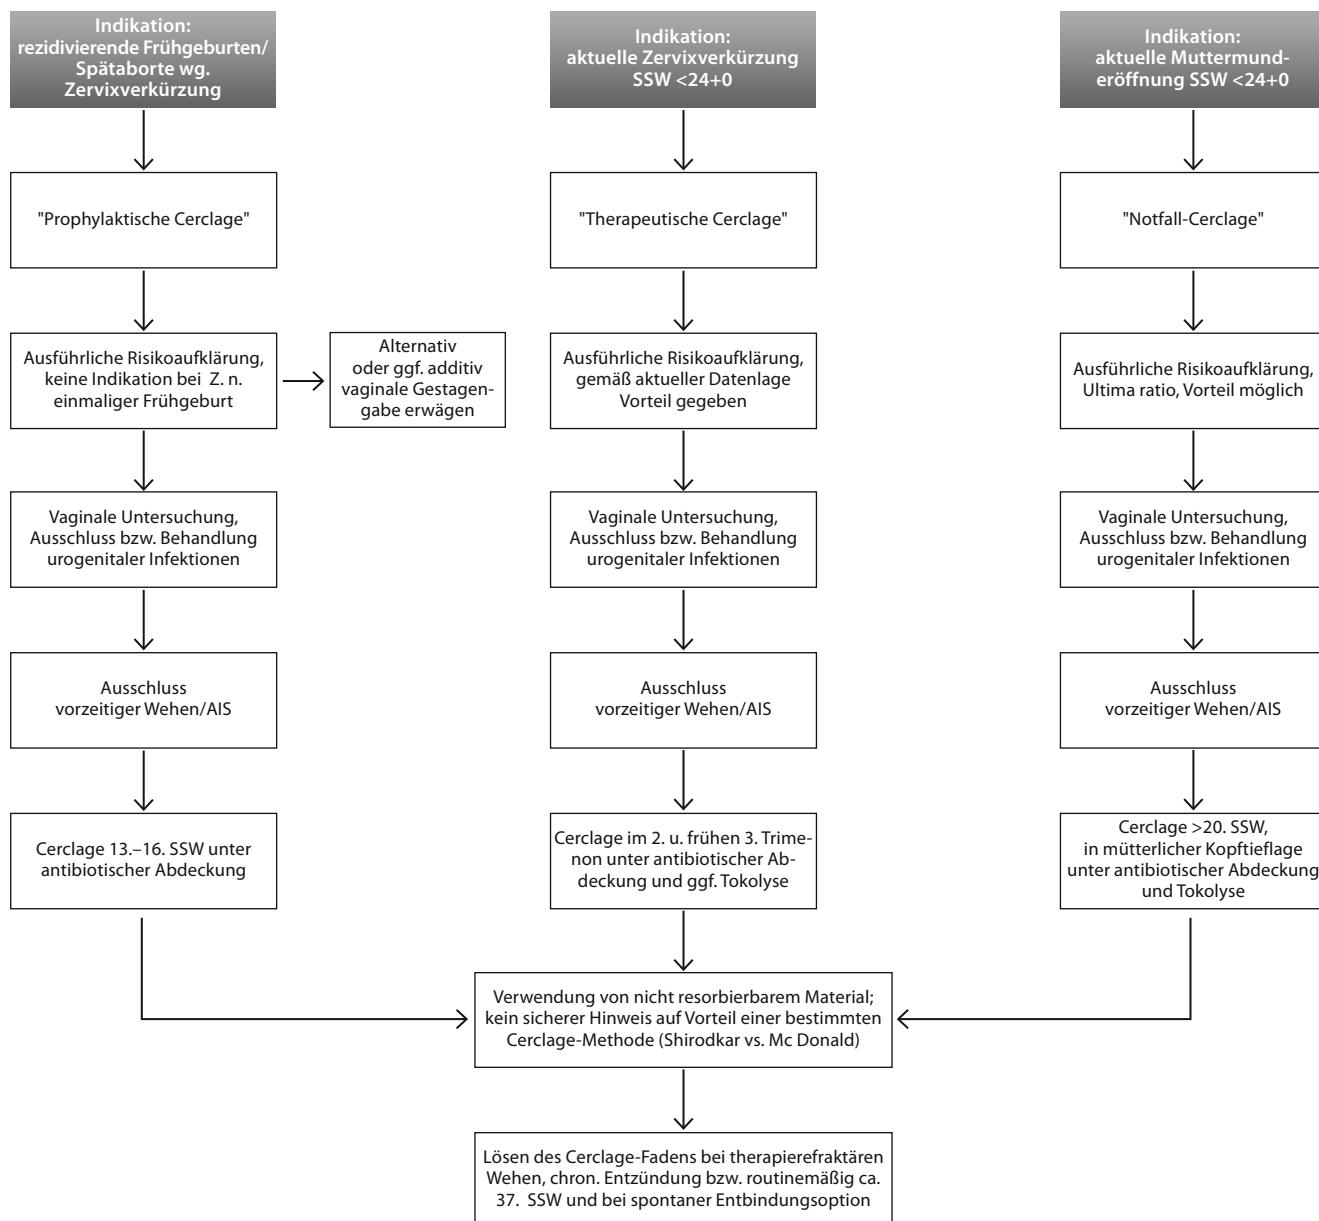 Indikation:
rezidivierende Frühgeburten/
Spätaborte wg.
Zervixverkürzung
Indikation:
aktuelle Zervixverkürzung
SSW <24+0
Indikation:
aktuelle Muttermund-
eröffnung SSW <24+0
"Prophylaktische Cerclage"
"Therapeutische Cerclage"
"Notfall-Cerclage"
Ausführliche Risikoaufklärung,
keine Indikation bei Z. n.
einmaliger Frühgeburt
Alternativ
oder ggf. additiv
vaginale Gestagen-
gabe erwägen
Ausführliche Risikoaufklärung,
gemäß aktueller Datenlage
Vorteil gegeben
Ausführliche Risikoaufklärung,
Ultima ratio, Vorteil möglich
Vaginale Untersuchung,
Ausschluss bzw. Behandlung
urogenitaler Infektionen
Vaginale Untersuchung,
Ausschluss bzw. Behandlung
urogenitaler Infektionen
Vaginale Untersuchung,
Ausschluss bzw. Behandlung
urogenitaler Infektionen
Ausschluss
vorzeitiger Wehen/AIS
Ausschluss
vorzeitiger Wehen/AIS
Ausschluss
vorzeitiger Wehen/AIS
Cerclage 13.–16. SSW unter
antibiotischer Abdeckung
Cerclage im 2. u. frühen 3. Trime-
non unter antibiotischer Ab-
deckung und ggf. Tokolyse
Cerclage >20. SSW,
in mütterlicher Kopftieflage
unter antibiotischer Abdeckung
und Tokolyse
Verwendung von nicht resorbierbarem Material;
kein sicherer Hinweis auf Vorteil einer bestimmten
Cerclage-Methode (Shirodkar vs. Mc Donald)
Lösen des Cerclage-Fadens bei therapierefraktären
Wehen, chron. Entzündung bzw. routinemäßig ca.
37. SSW und bei spontaner Entbindungsoption